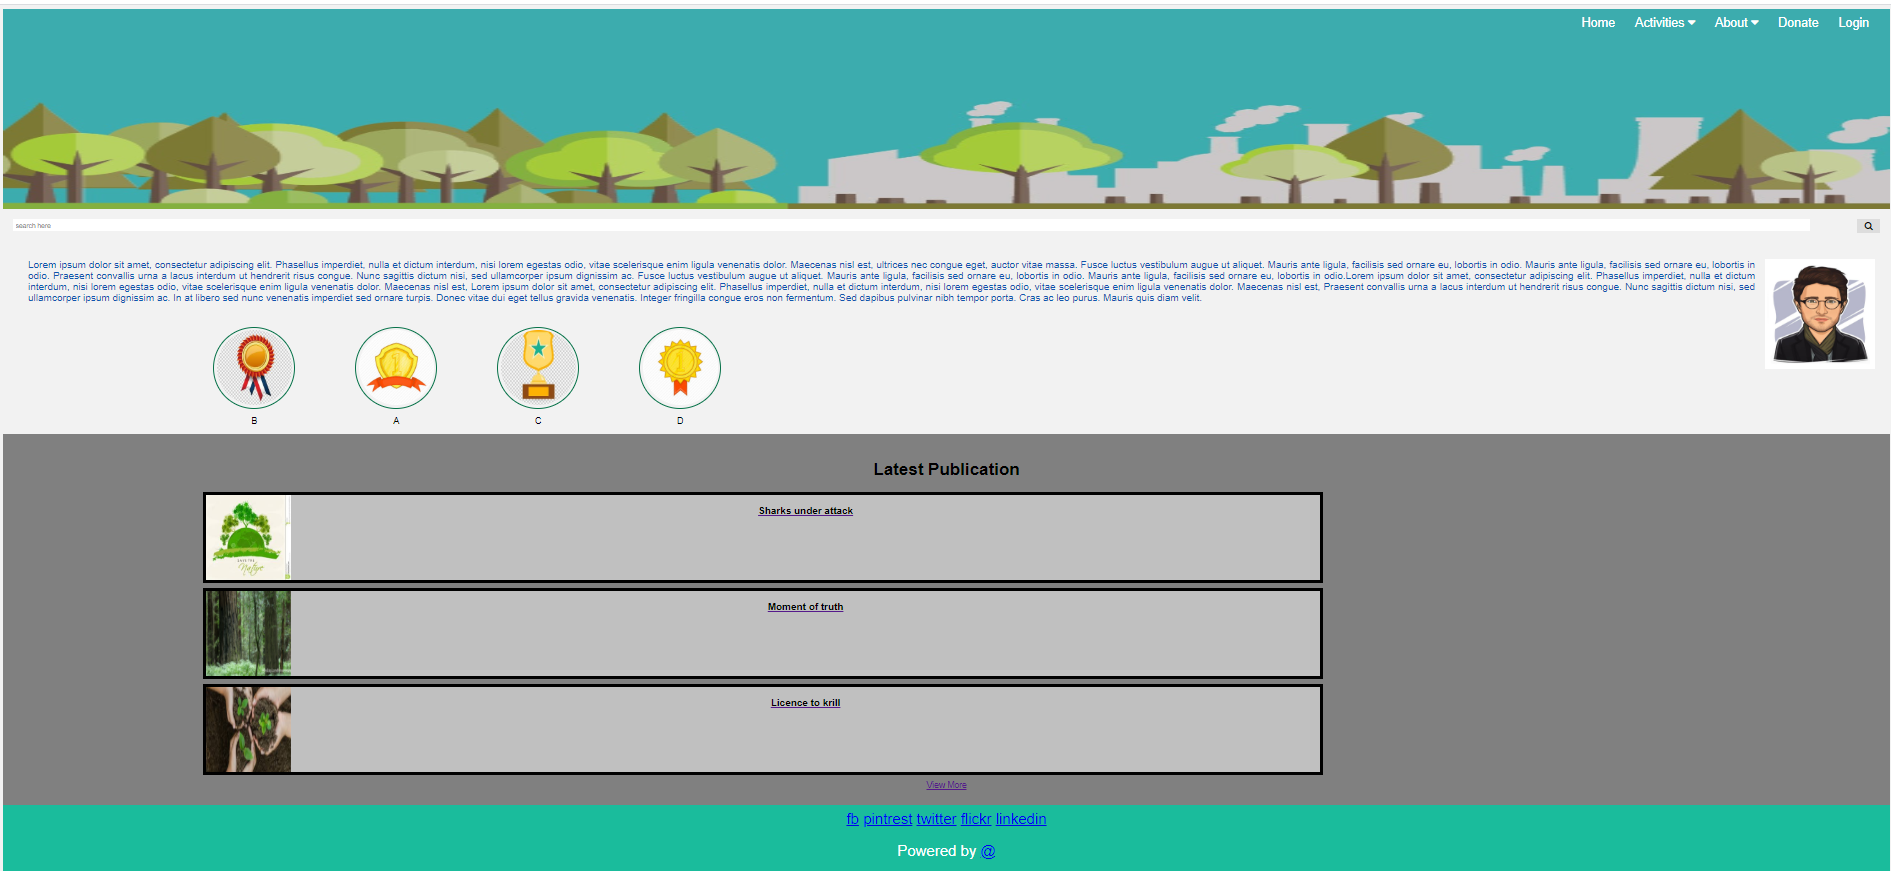 Home Activities About Donate Login
search here
Lorem ipsum dolor sit amet, consectetur adipiscing elit. Phasellus imperdiet, nulla et dictum interdum, nisi lorem egestas odio, vitae scelerisque enim ligula venenatis dolor. Maecenas nisl est, ultrices nec congue eget, auctor vitae massa. Fusce luctus vestibulum augue ut aliquet. Mauris ante ligula, facilisis sed ornare eu, lobortis in odio. Mauris ante ligula, facilisis sed ornare eu, lobortis in
odio. Praesent convallis urna a lacus interdum ut hendrerit risus congue. Nunc sagittis dictum nisi, sed ullamcorper ipsum dignissim ac. Fusce luctus vestibulum augue ut aliquet. Mauris ante ligula, facilisis sed ornare eu, lobortis in odio. Mauris ante ligula, facilisis sed ornare eu, lobortis in odio.Lorem ipsum dolor sit amet, consectetur adipiscing elit. Phasellus imperdiet, nulla et dictum
interdum, nisi lorem egestas odio, vitae scelerisque enim ligula venenatis dolor. Maecenas nisl est, Lorem ipsum dolor sit amet, consectetur adipiscing elit. Phasellus imperdiet, nulla et dictum interdum, nisi lorem egestas odio, vitae scelerisque enim ligula venenatis dolor. Maecenas nisl est, Praesent convallis urna a lacus interdum ut hendrerit risus congue. Nunc sagittis dictum nisi, sed
ullamcorper ipsum dignissim ac. In at libero sed nunc venenatis imperdiet sed ornare turpis. Donec vitae dui eget tellus gravida venenatis. Integer fringilla congue eros non fermentum. Sed dapibus pulvinar nibh tempor porta. Cras ac leo purus. Mauris quis diam velit.
1
1
B A C D
Latest Publication
Sharks under attack
Nature
Moment of truth
Licence to krill
View More
fb pintrest twitter flickr linkedin
Powered by @